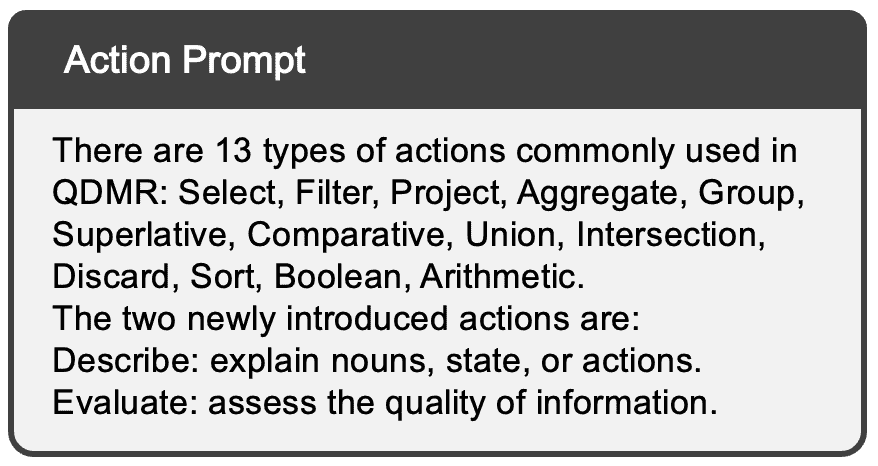 Action Prompt
There are 13 types of actions commonly used in
QDMR: Select, Filter, Project, Aggregate, Group,
Superlative, Comparative, Union, Intersection,
Discard, Sort, Boolean, Arithmetic.
The two newly introduced actions are:
Describe: explain nouns, state, or actions.
Evaluate: assess the quality of information.